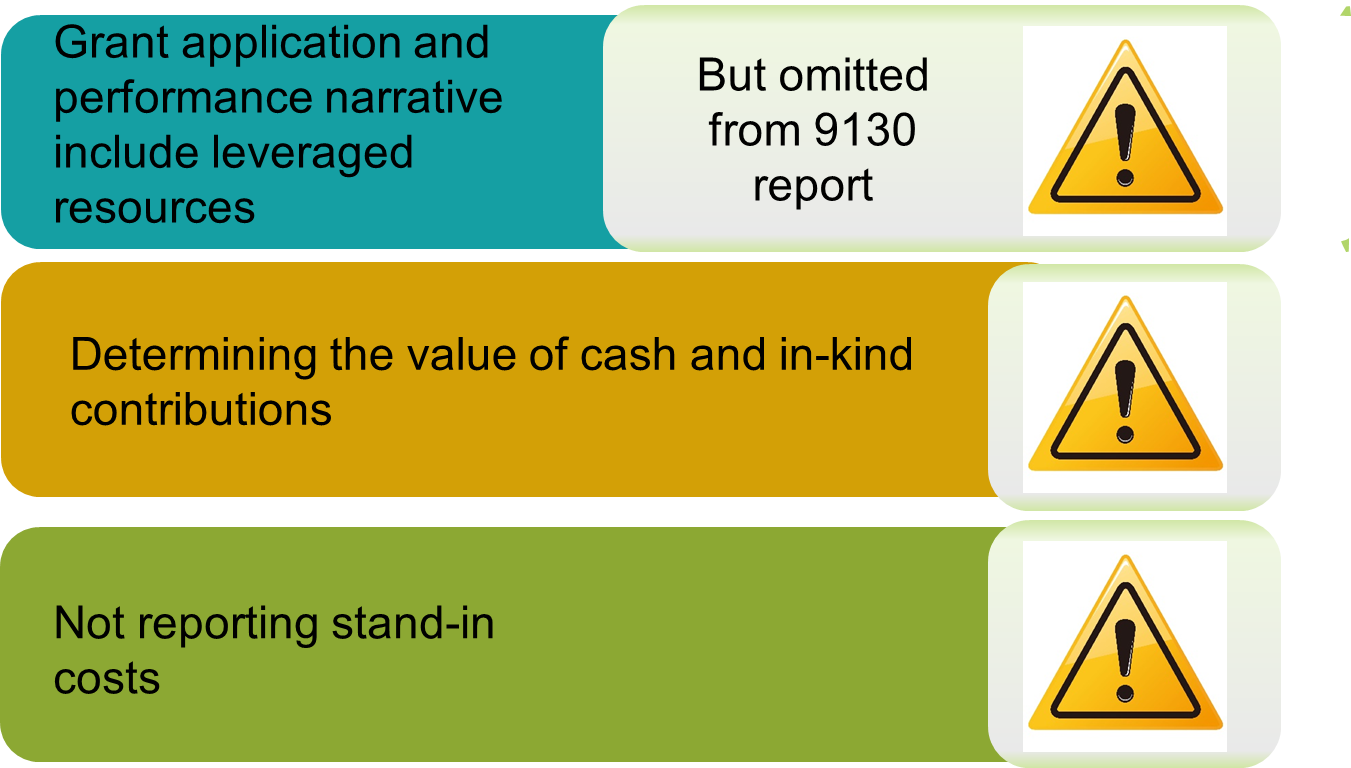 Grant application and
performance narrative
include leveraged
resources
But omitted
from 9130
report
Determining the value of cash and in-kind
contributions
Not reporting stand-in
costs